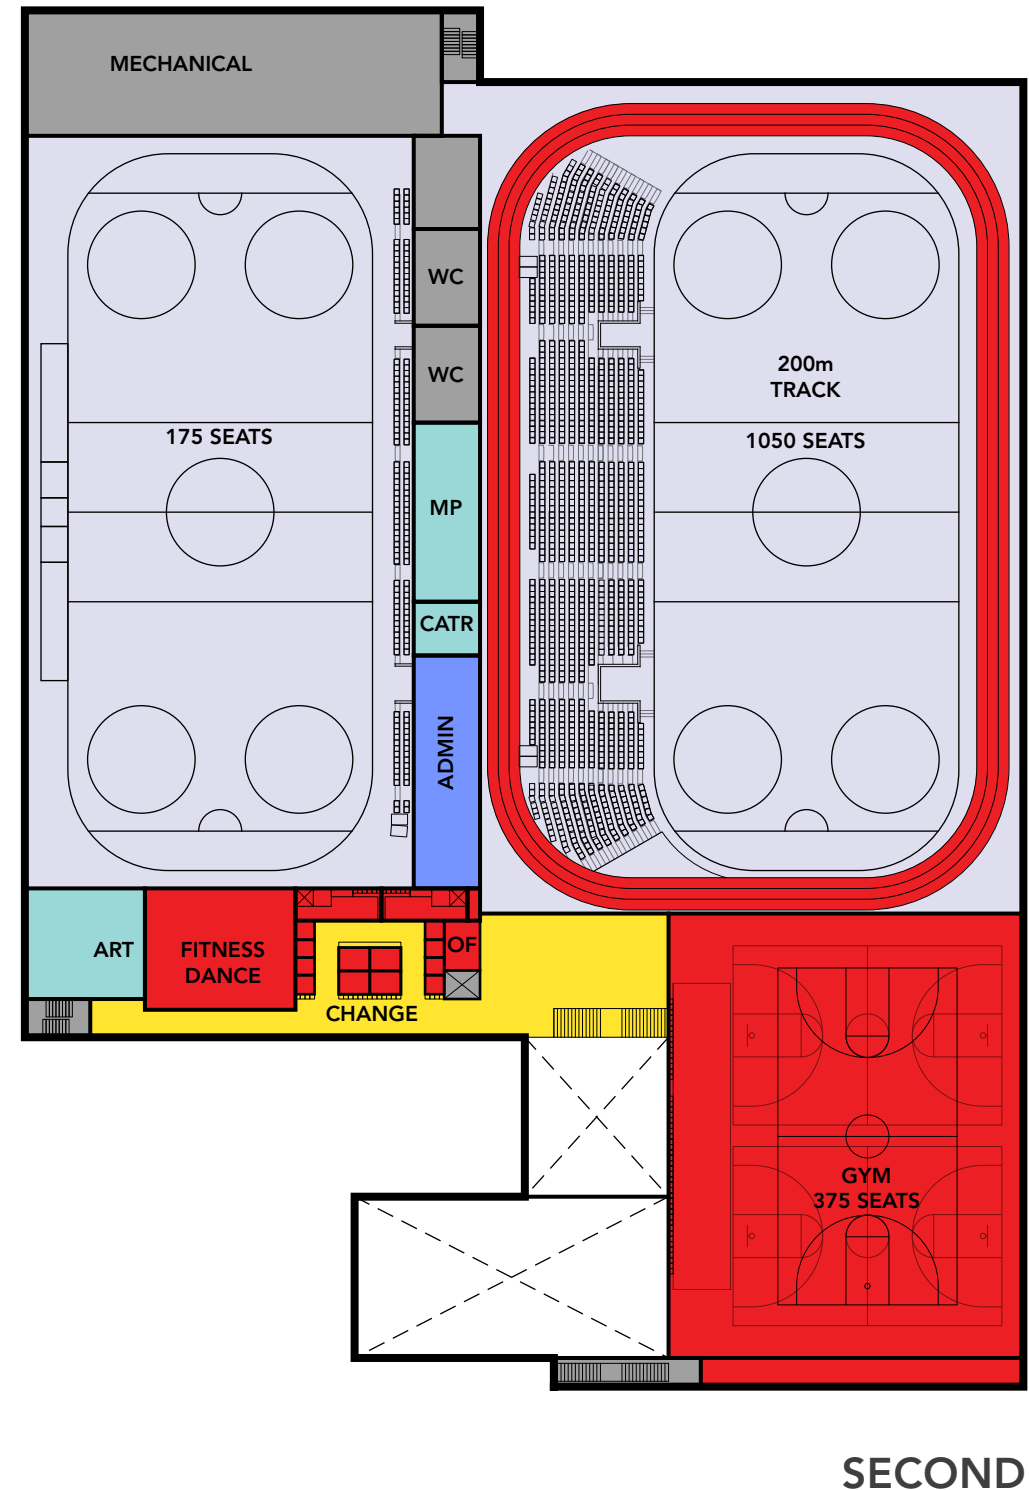 MECHANICAL
WC
WC
200m
TRACK
175 SEATS
1050 SEATS
MP
CATR
ADMIN
ART
FITNESS
DANCE
OF
CHANGE
GYM
375 SEATS
SECOND